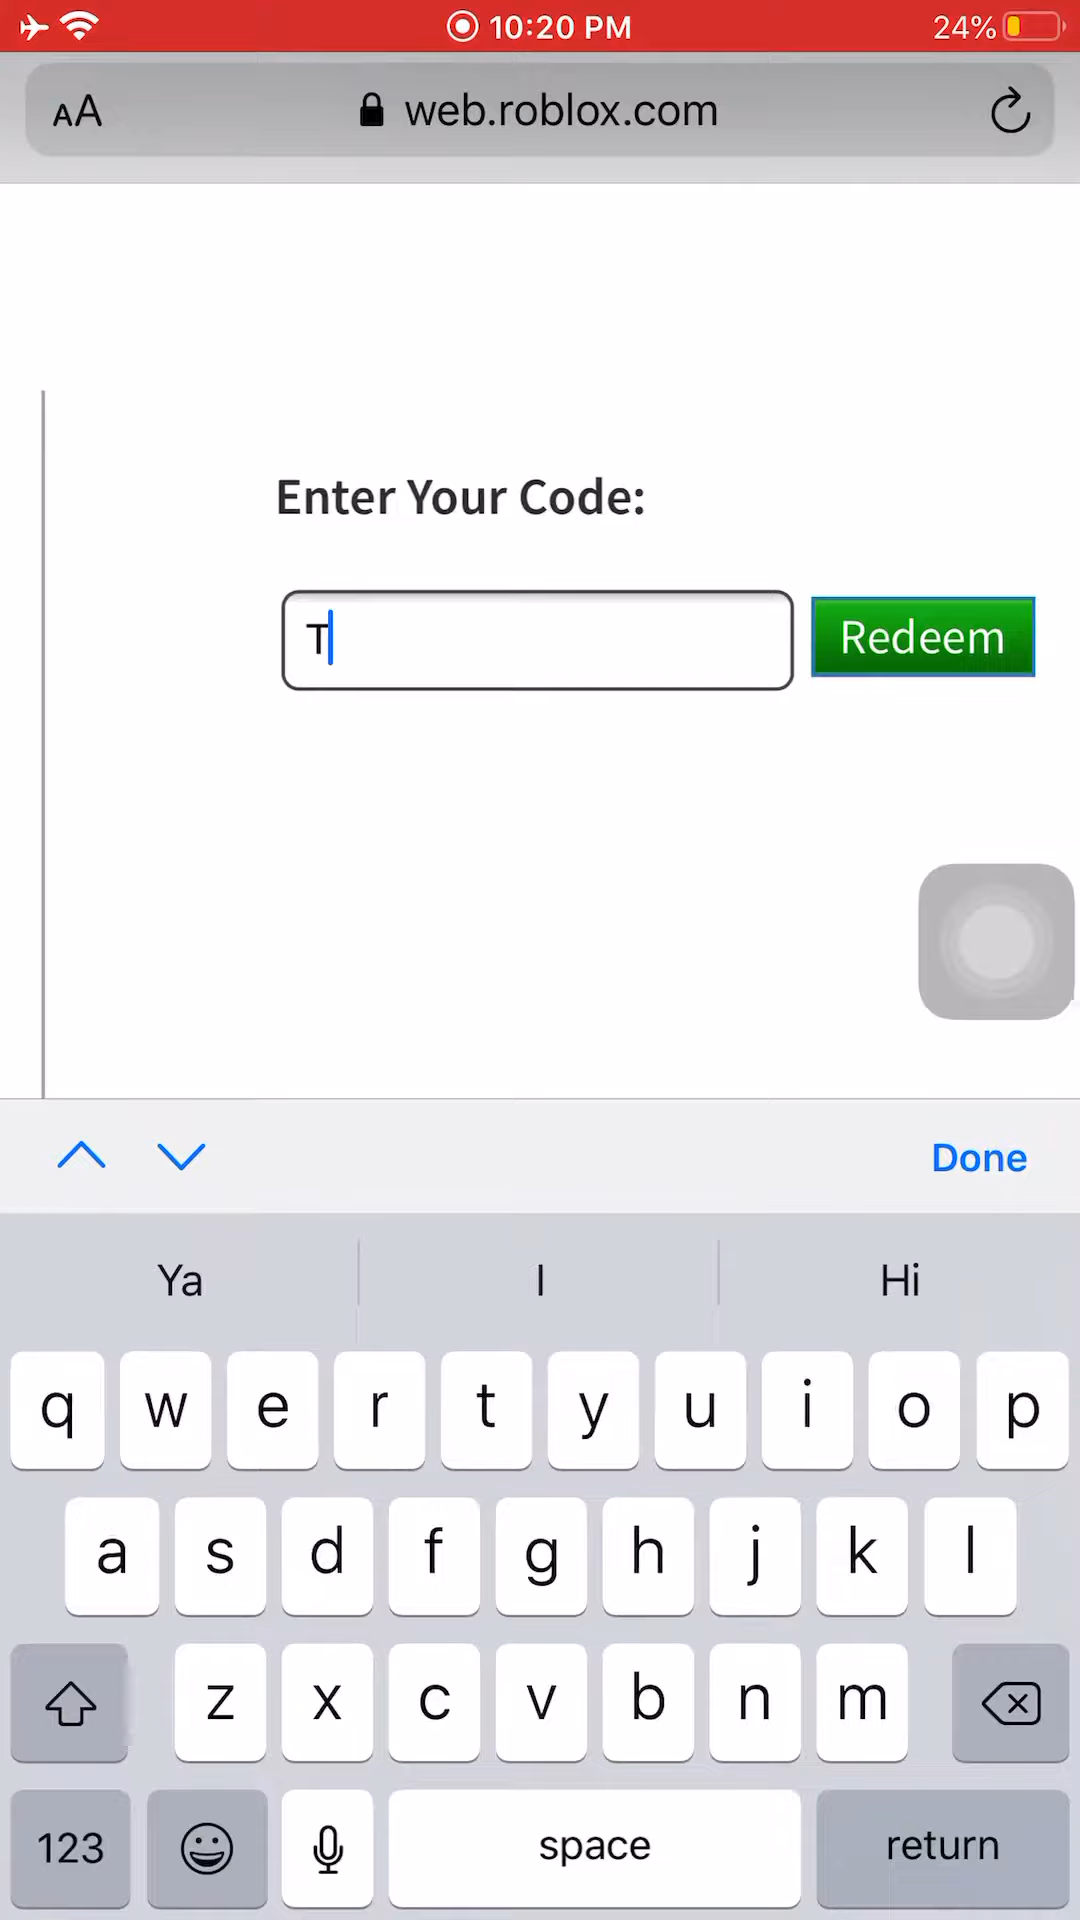 10:20 PM 24%
AA web.roblox.com
Enter Your Code:
T Redeem
Done
Ya I Hi
q w e r t y u i o p
a s d f g h j k l
z x c v b n m
123 space return